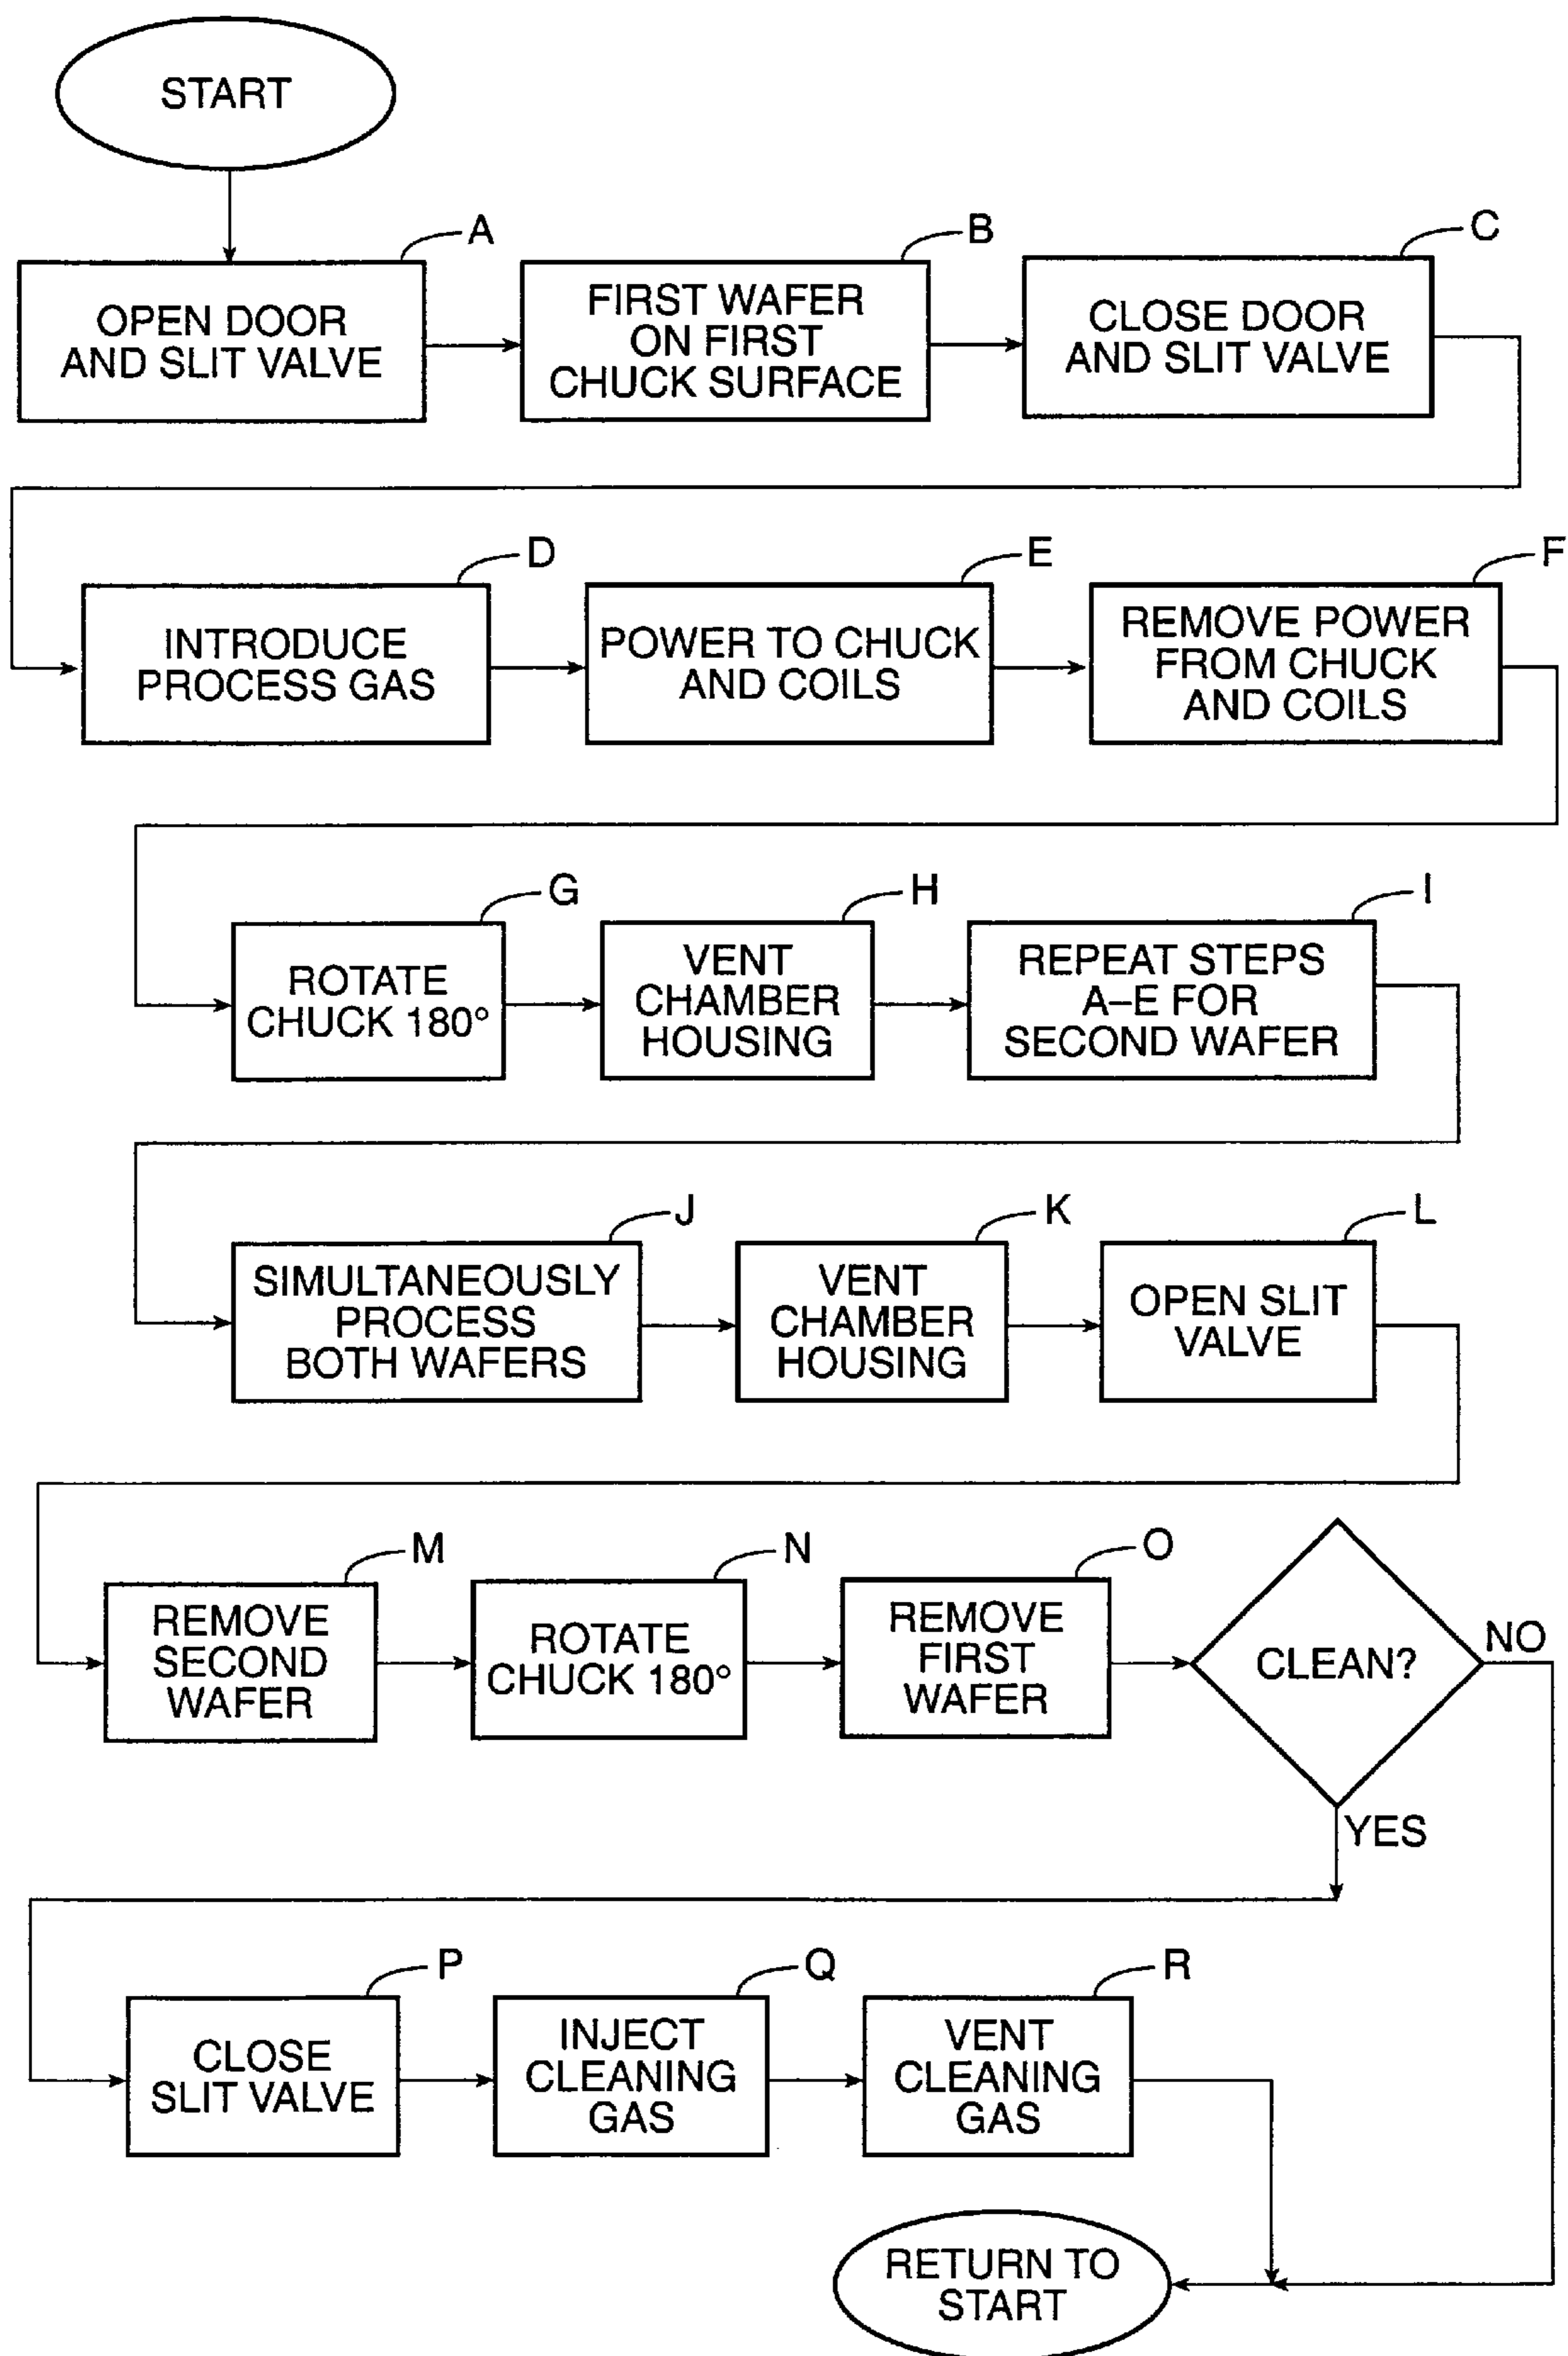 START
A
OPEN DOOR
AND SLIT VALVE
B
FIRST WAFER
ON FIRST
CHUCK SURFACE
C
CLOSE DOOR
AND SLIT VALVE
D
INTRODUCE
PROCESS GAS
E
POWER TO CHUCK
AND COILS
F
REMOVE POWER
FROM CHUCK
AND COILS
G
ROTATE
CHUCK 180°
H
VENT
CHAMBER
HOUSING
I
REPEAT STEPS
A–E FOR
SECOND WAFER
J
SIMULTANEOUSLY
PROCESS
BOTH WAFERS
K
VENT
CHAMBER
HOUSING
L
OPEN SLIT
VALVE
M
REMOVE
SECOND
WAFER
N
ROTATE
CHUCK 180°
O
REMOVE
FIRST
WAFER
CLEAN?
NO
YES
P
CLOSE
SLIT VALVE
Q
INJECT
CLEANING
GAS
R
VENT
CLEANING
GAS
RETURN TO
START